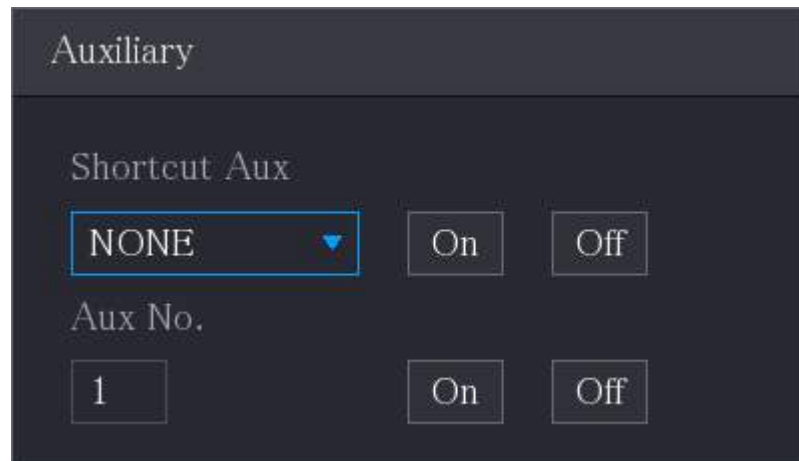 Auxiliary
Shortcut Aux
NONE On Off
Aux No.
1 On Off